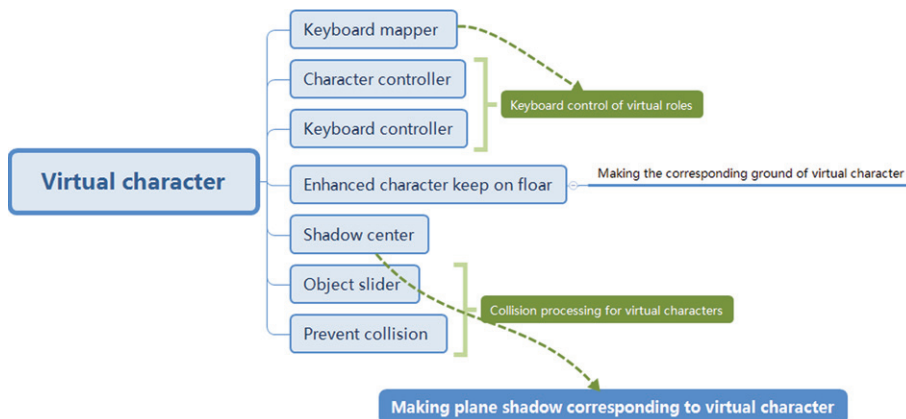 Keyboard mapper
Character controller
Keyboard control of virtual roles
Keyboard controller
Virtual character
Enhanced character keep on floar
Making the corresponding ground of virtual character
Shadow center
Object slider
Collision processing for virtual characters
Prevent collision
Making plane shadow corresponding to virtual character